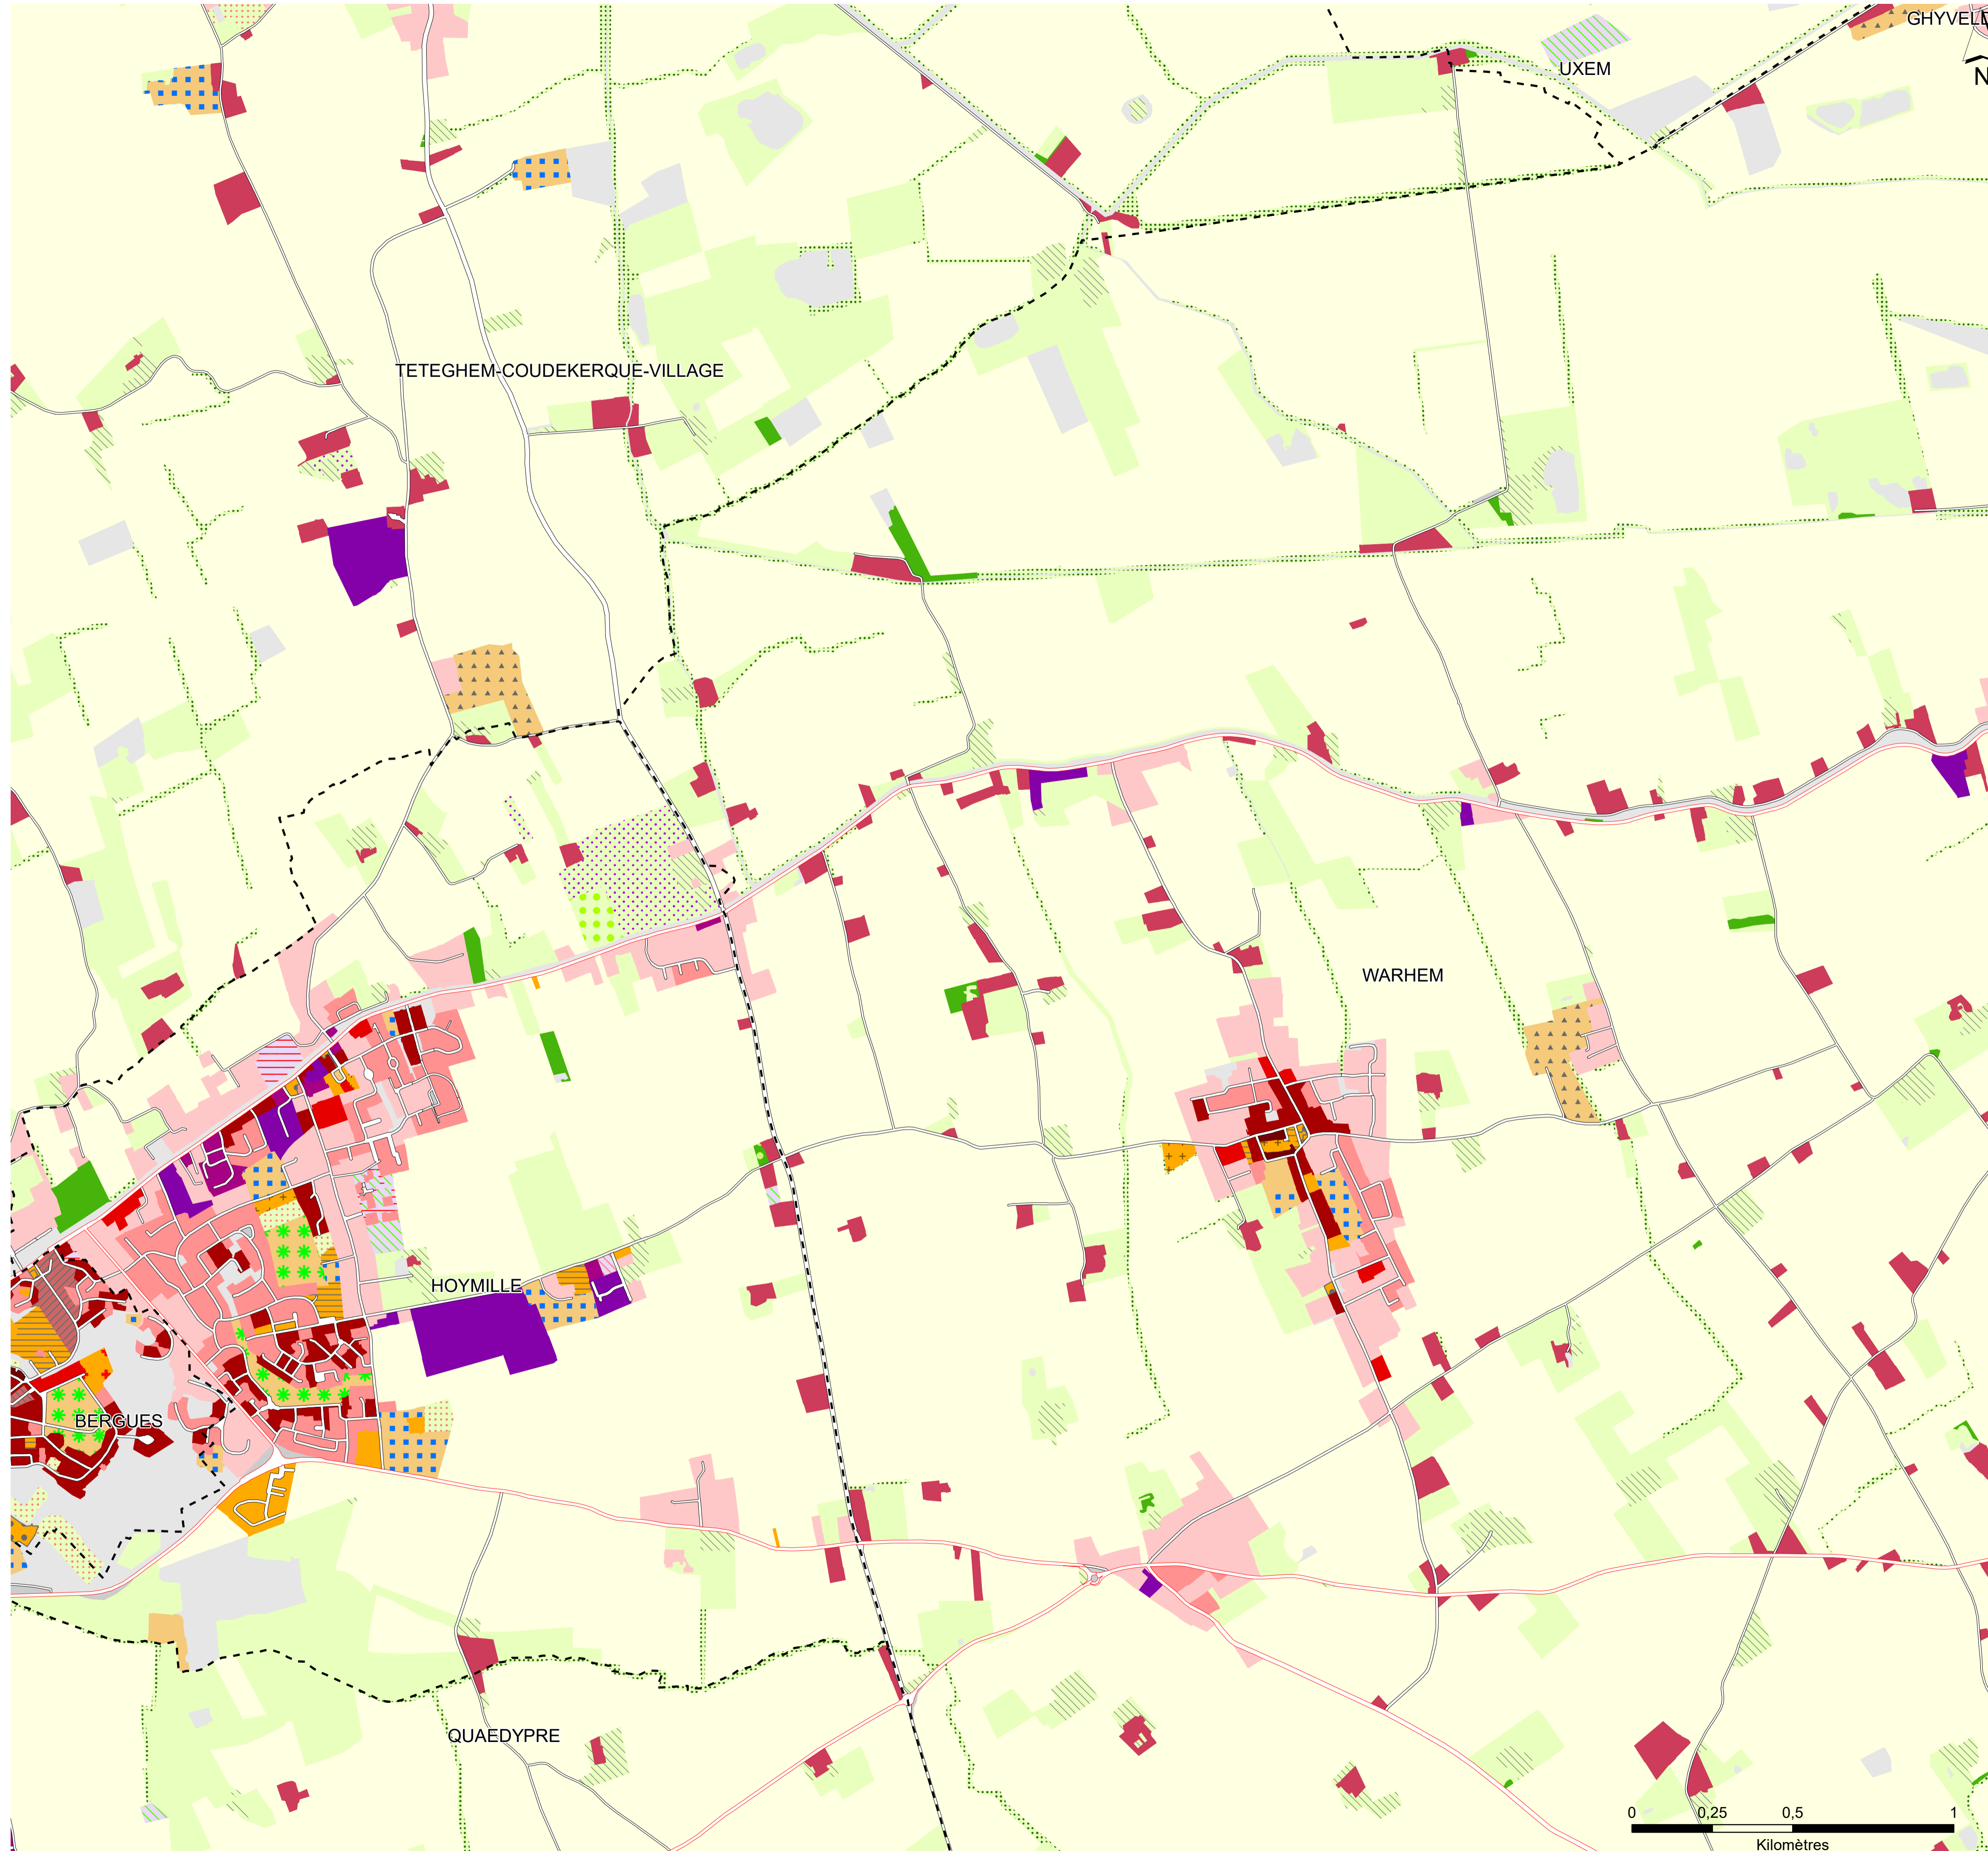 GHYVELD
N
UXEM
TETEGHEM-COUDEKERQUE-VILLAGE
WARHEM
HOYMILLE
BERGUES
QUAEDYPRE
0 0,25 0,5 1
Kilomètres